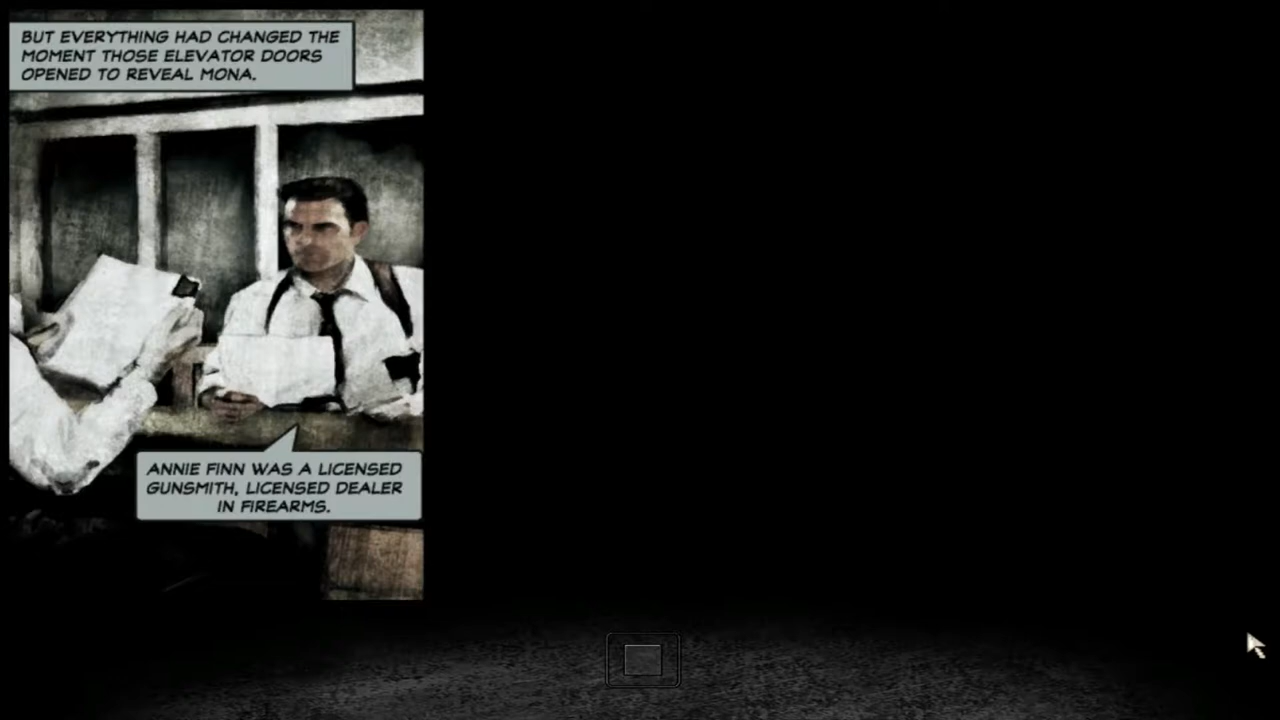 BUT EVERYTHING HAD CHANGED THE
MOMENT THOSE ELEVATOR DOORS
OPENED TO REVEAL MONA.
ANNIE FINN WAS A LICENSED
GUNSMITH, LICENSED DEALER
IN FIREARMS.